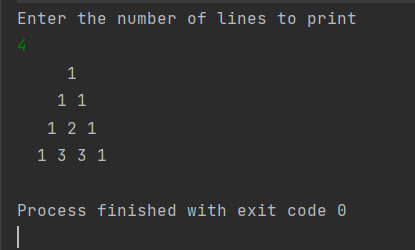 Enter the number of lines to print
4
     1
    1 1
   1 2 1
  1 3 3 1

Process finished with exit code 0